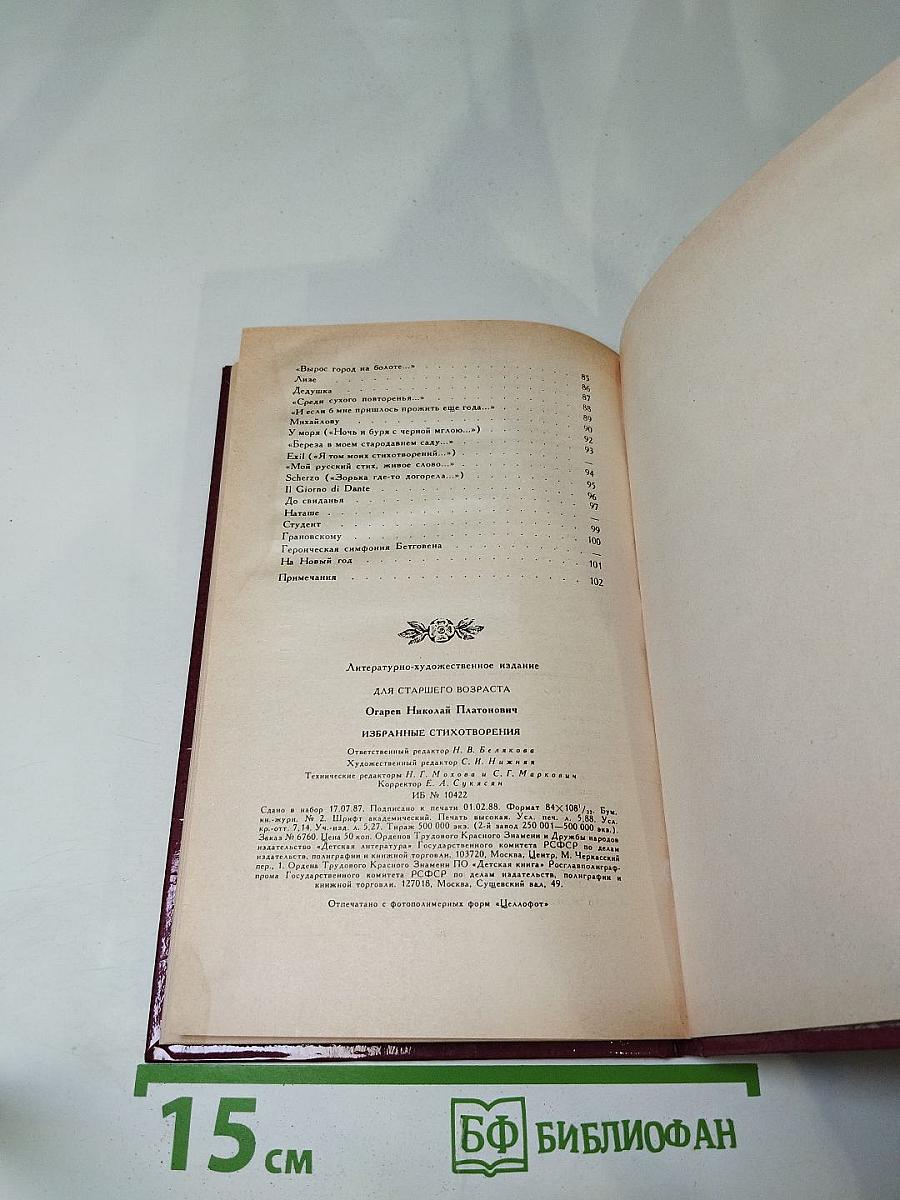 «Вырос город на болоте...» . . . . . 85
Лизе . . . . . 86
Дедушка . . . . . 87
«Среди сухого повторенья...» . . . . . 88
«И если б мне пришлось прожить еще года...» . . . . . 89
Михайлову . . . . . 90
У моря («Ночь и буря с черной мглою...») . . . . . 92
«Береза в моем стародавнем саду...» . . . . . 93
Exil («Я том моих стихотворений...») . . . . . —
«Мой русский стих, живое слово...» . . . . . 94
Scherzo («Зорька где-то догорела...») . . . . . 95
Il Giorno di Dante . . . . . 96
До свиданья . . . . . 97
Наташе . . . . . —
Студент . . . . . 99
Грановскому . . . . . 100
Героическая симфония Бетговена . . . . . —
На Новый год . . . . . 101
Примечания . . . . . 102
Литературно-художественное издание
ДЛЯ СТАРШЕГО ВОЗРАСТА
Огарев Николай Платонович
ИЗБРАННЫЕ СТИХОТВОРЕНИЯ
Ответственный редактор Н. В. Белякова
Художественный редактор С. И. Нижняя
Технические редакторы Н. Г. Мохова и С. Г. Маркович
Корректор Е. А. Сукясян
ИБ № 10422
Сдано в набор 17.07.87. Подписано к печати 01.02.88. Формат 84×108¹/₃₂. Бум.
кн.-журн. № 2. Шрифт академический. Печать высокая. Усл. печ. л. 5,88. Усл.
кр.-отт. 7,14. Уч.-изд. л. 5,27. Тираж 500 000 экз. (2-й завод 250 001—500 000 экз.).
Заказ № 6760. Цена 50 коп. Орденов Трудового Красного Знамени и Дружбы народов
издательство «Детская литература» Государственного комитета РСФСР по делам
издательств, полиграфии и книжной торговли. 103720, Москва, Центр, М. Черкасский
пер., 1. Ордена Трудового Красного Знамени ПО «Детская книга» Росглавполиграф-
прома Государственного комитета РСФСР по делам издательств, полиграфии и
книжной торговли. 127018, Москва, Сущевский вал, 49.
Отпечатано с фотополимерных форм «Целлофот»
15 см
БФ БИБЛИОФАН